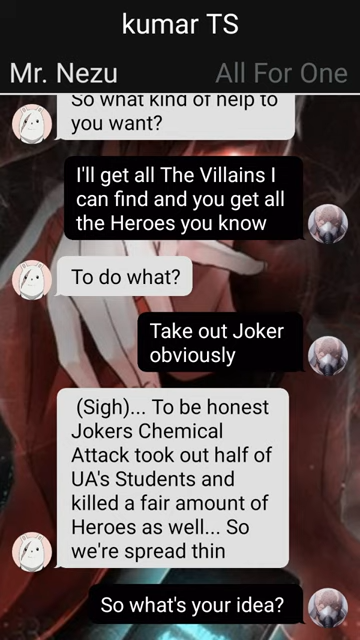 kumar TS
Mr. Nezu All For One
So what kind of help to
you want?
I'll get all The Villains I
can find and you get all
the Heroes you know
To do what?
Take out Joker
obviously
(Sigh)... To be honest
Jokers Chemical
Attack took out half of
UA's Students and
killed a fair amount of
Heroes as well... So
we're spread thin
So what's your idea?